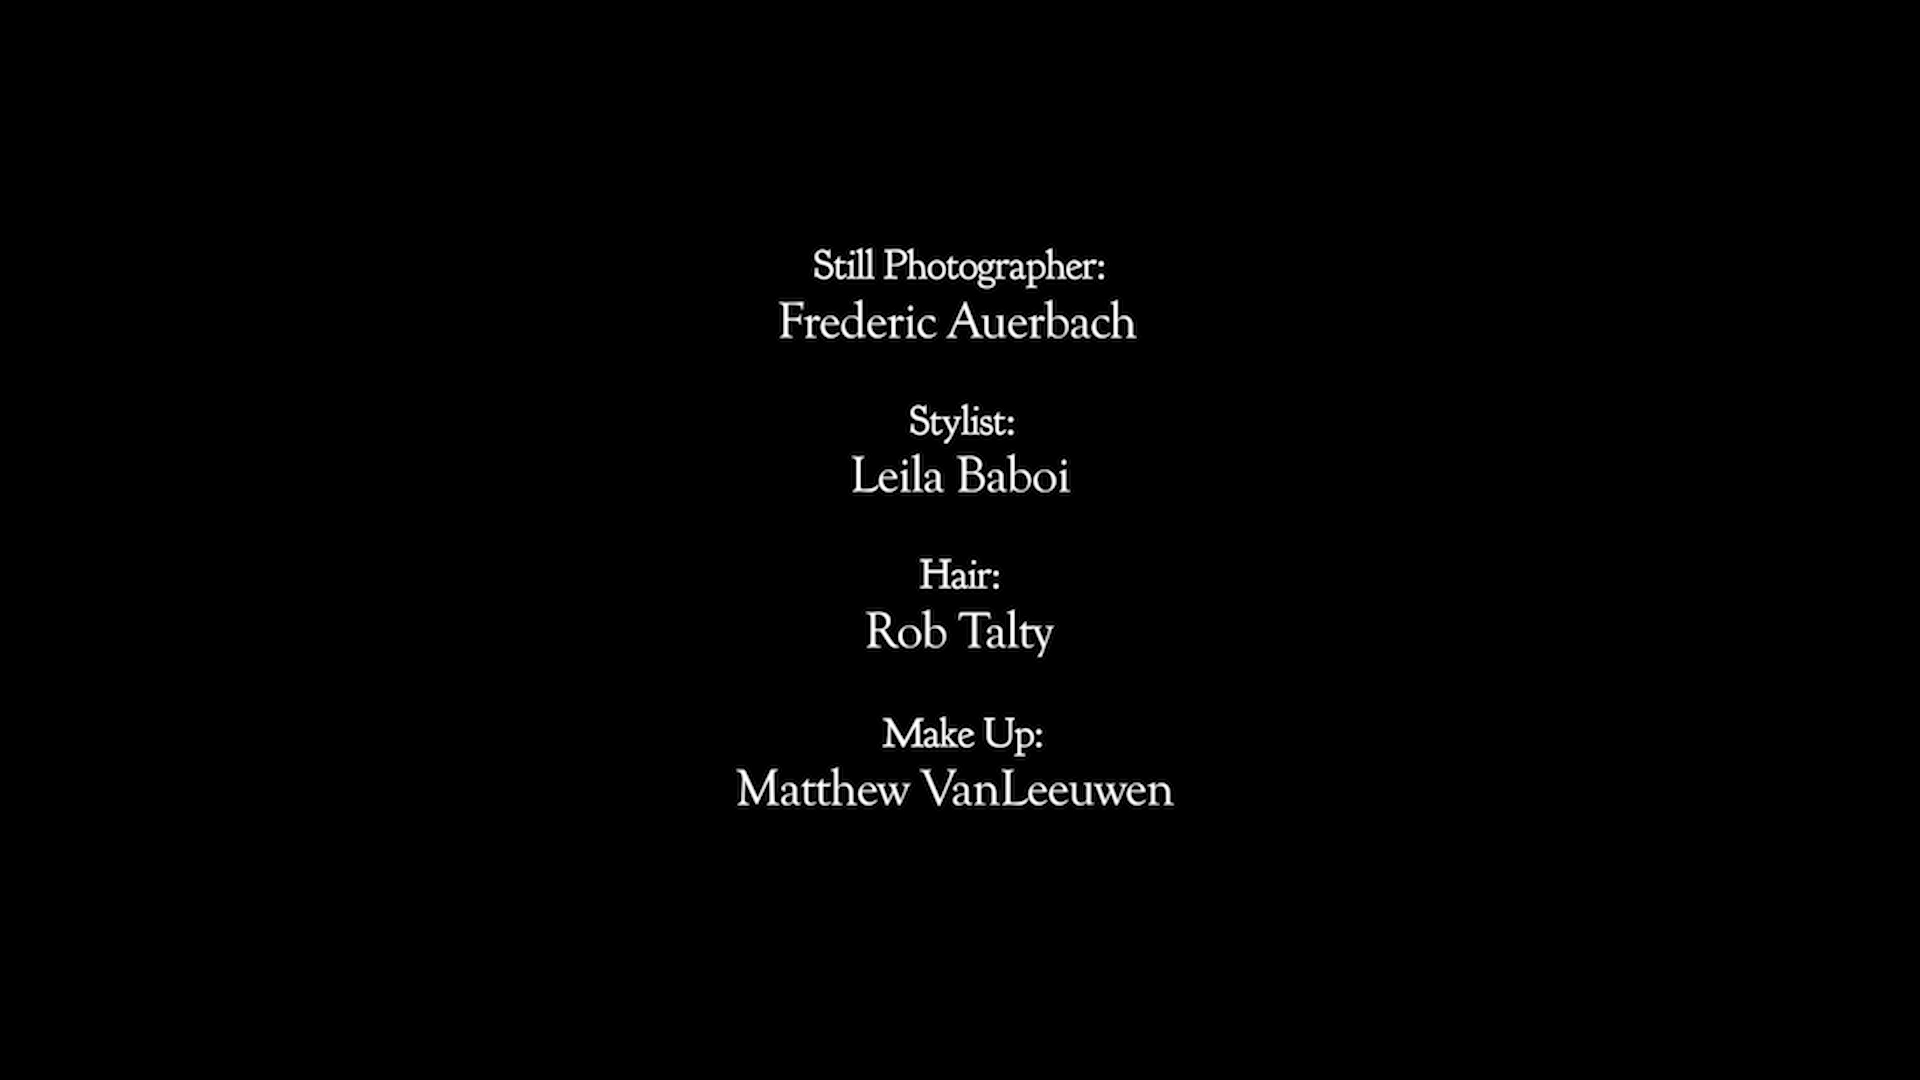 Still Photographer:
Frederic Auerbach
Stylist:
Leila Baboi
Hair:
Rob Talty
Make Up:
Matthew VanLeeuwen